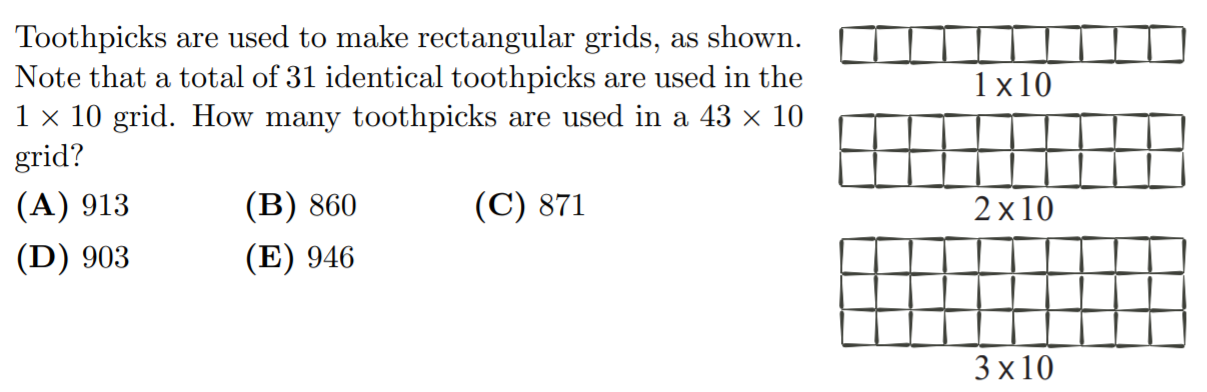 Toothpicks are used to make rectangular grids, as shown.
Note that a total of 31 identical toothpicks are used in the
1 × 10 grid. How many toothpicks are used in a 43 × 10
grid?
(A) 913 (B) 860 (C) 871
(D) 903 (E) 946
1 x 10
2 x 10
3 x 10